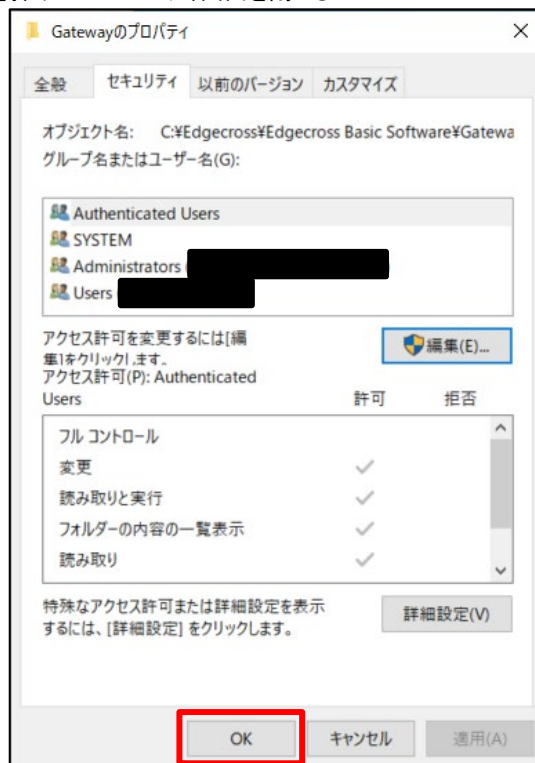 Gatewayのプロパティ
全般 セキュリティ 以前のバージョン カスタマイズ
オブジェクト名: C:¥Edgecross¥Edgecross Basic Software¥Gatewa
グループ名またはユーザー名(G):
Authenticated Users
SYSTEM
Administrators (
Users (
アクセス許可を変更するには[編
集]をクリックします。
編集(E)...
アクセス許可(P): Authenticated
Users 許可 拒否
フル コントロール
変更
読み取りと実行
フォルダーの内容の一覧表示
読み取り
特殊なアクセス許可または詳細設定を表示
するには、[詳細設定] をクリックします。
詳細設定(V)
OK キャンセル 適用(A)